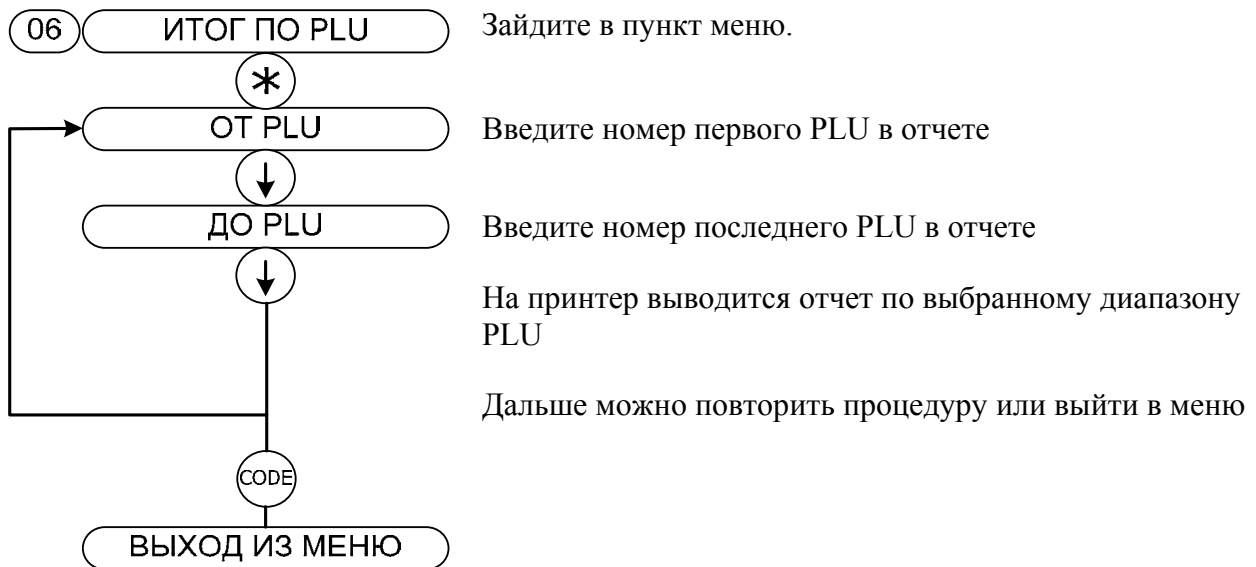 06 ИТОГ ПО PLU Зайдите в пункт меню.
*
ОТ PLU Введите номер первого PLU в отчете
↓
ДО PLU Введите номер последнего PLU в отчете
↓
На принтер выводится отчет по выбранному диапазону
PLU
Дальше можно повторить процедуру или выйти в меню
CODE
ВЫХОД ИЗ МЕНЮ